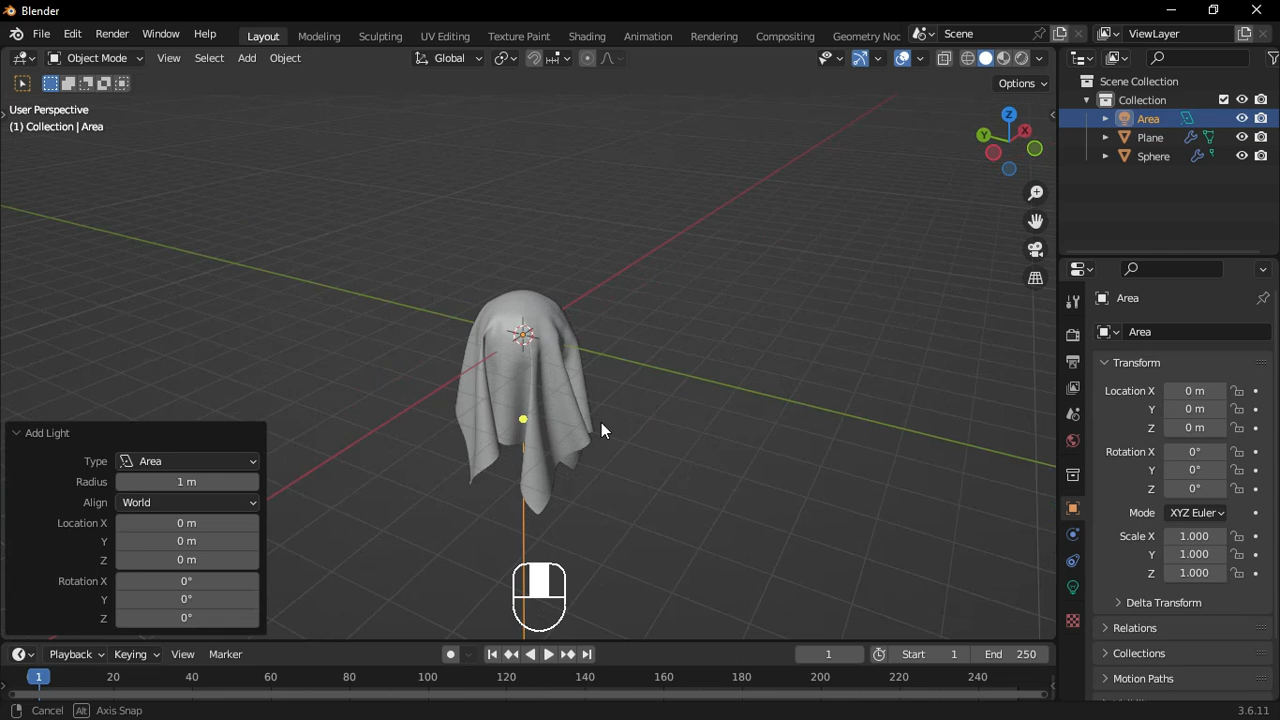 Blender
File Edit Render Window Help Layout Modeling Sculpting UV Editing Texture Paint Shading Animation Rendering Compositing Geometry Noc Scene ViewLayer
Object Mode View Select Add Object Global
Options
User Perspective
(1) Collection | Area
Z
X
Y
Scene Collection
Collection
Area
Plane
Sphere
Area
Area
Transform
Location X 0 m
Y 0 m
Z 0 m
Rotation X 0°
Y 0°
Z 0°
Mode XYZ Euler
Scale X 1.000
Y 1.000
Z 1.000
Delta Transform
Relations
Collections
Motion Paths
Add Light
Type Area
Radius 1 m
Align World
Location X 0 m
Y 0 m
Z 0 m
Rotation X 0°
Y 0°
Z 0°
Playback Keying View Marker 1 Start 1 End 250
1 20 40 60 80 100 120 140 160 180 200 220 240
Cancel Alt Axis Snap 3.6.11